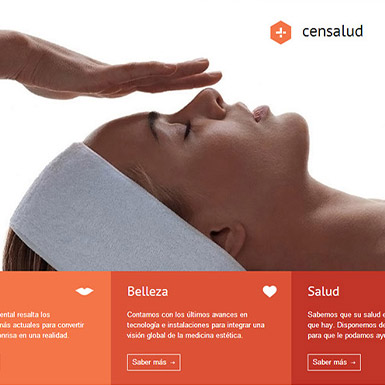 censalud
ental resalta los
más actuales para convertir
onrisa en una realidad.
Belleza
Contamos con los últimos avances en
tecnología e instalaciones para integrar una
visión global de la medicina estética.
Saber más →
Salud
Sabemos que su salud e
que hay. Disponemos de
para que le podamos ayu
Saber más →